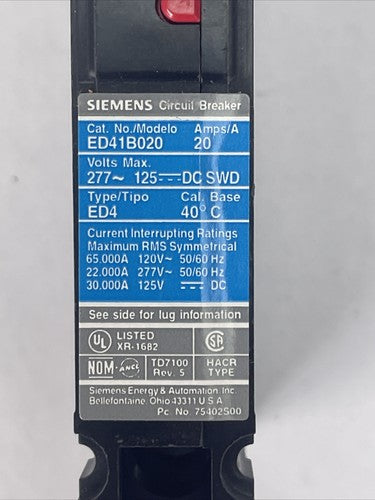 SIEMENS Circuit Breaker
Cat. No./Modelo Amps/A
ED41B020 20
Volts Max.
277~ 125⎓DC SWD
Type/Tipo Cal. Base
ED4 40° C
Current Interrupting Ratings
Maximum RMS Symmetrical
65.000A 120V~ 50/60 Hz
22.000A 277V~ 50/60 Hz
30.000A 125V ⎓ DC
See side for lug information
UL LISTED
XR-1682
SA
NOM ANCE TD7100 HACR
Rev. 5 TYPE
Siemens Energy & Automation, Inc.
Bellefontaine, Ohio 43311 U.S.A
Pc. No. 75402S00